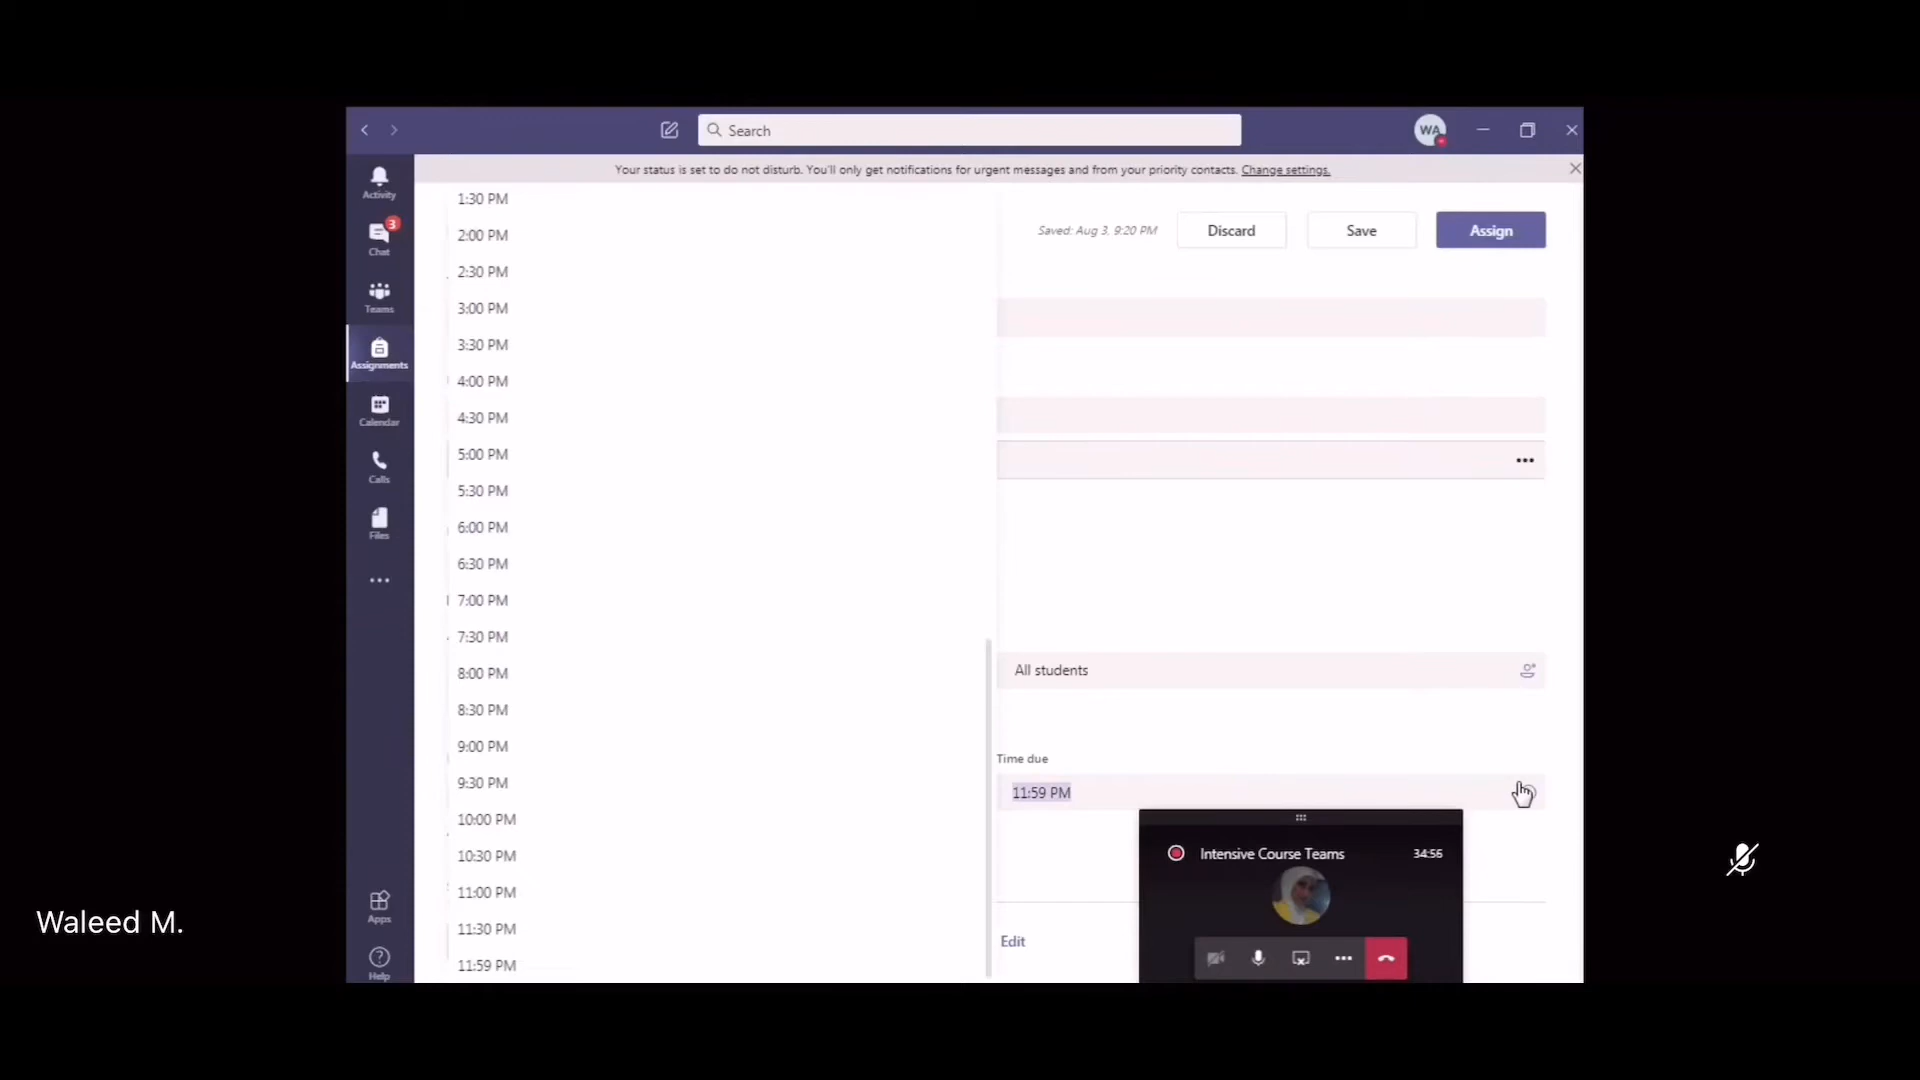 Search
WA
Your status is set to do not disturb. You'll only get notifications for urgent messages and from your priority contacts. Change settings.
Activity
3
Chat
Teams
Assignments
Calendar
Calls
Files
Apps
Help
1:30 PM
2:00 PM
2:30 PM
3:00 PM
3:30 PM
4:00 PM
4:30 PM
5:00 PM
5:30 PM
6:00 PM
6:30 PM
7:00 PM
7:30 PM
8:00 PM
8:30 PM
9:00 PM
9:30 PM
10:00 PM
10:30 PM
11:00 PM
11:30 PM
11:59 PM
Saved: Aug 3, 9:20 PM
Discard
Save
Assign
All students
Time due
11:59 PM
Intensive Course Teams 34:56
Edit
Waleed M.